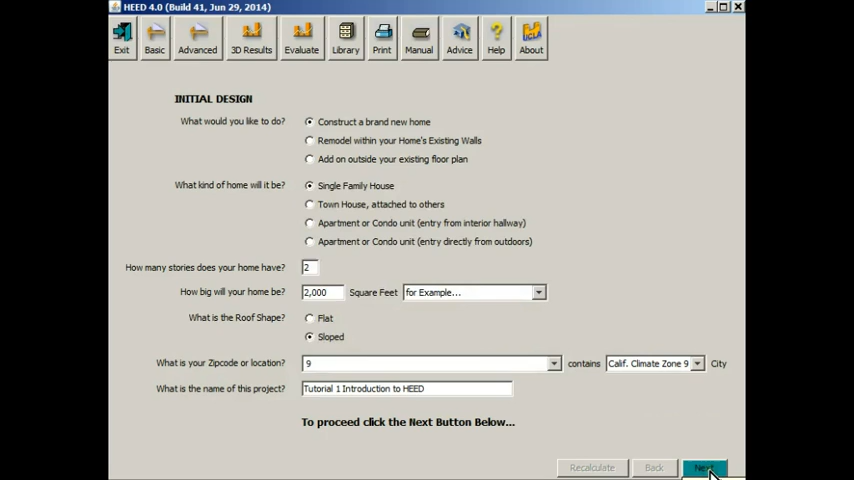 HEED 4.0 (Build 41, Jun 29, 2014)
Exit Basic Advanced 3D Results Evaluate Library Print Manual Advice Help About
INITIAL DESIGN
What would you like to do? Construct a brand new home
Remodel within your Home's Existing Walls
Add on outside your existing floor plan
What kind of home will it be? Single Family House
Town House, attached to others
Apartment or Condo unit (entry from interior hallway)
Apartment or Condo unit (entry directly from outdoors)
How many stories does your home have? 2
How big will your home be? 2,000 Square Feet for Example...
What is the Roof Shape? Flat
Sloped
What is your Zipcode or location? 9 contains Calif. Climate Zone 9 City
What is the name of this project? Tutorial 1 Introduction to HEED
To proceed click the Next Button Below...
Recalculate Back Next